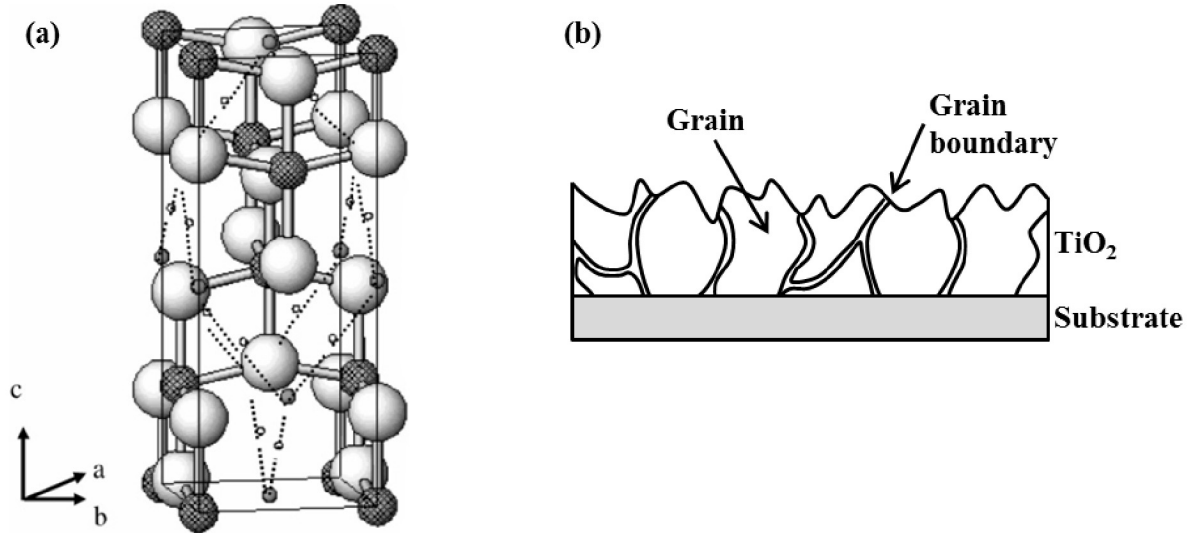 (a)
c
a
b
(b)
Grain
Grain
boundary
TiO₂
Substrate